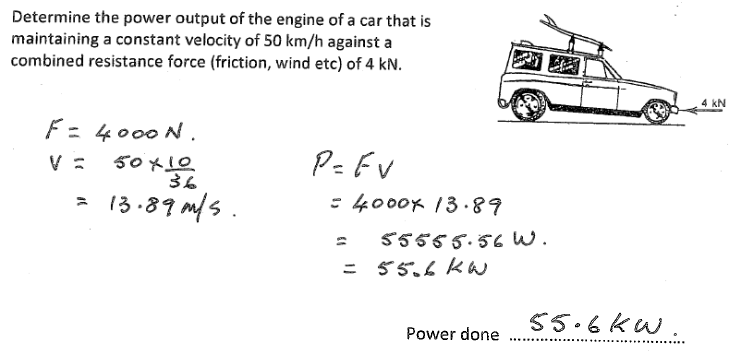 Determine the power output of the engine of a car that is
maintaining a constant velocity of 50 km/h against a
combined resistance force (friction, wind etc) of 4 kN.
4 kN
F = 4000 N.
V = 50 × 10/36
= 13.89 m/s.
P = FV
= 4000 × 13.89
= 55555.56 W.
= 55.6 kW
Power done 55.6 kW.